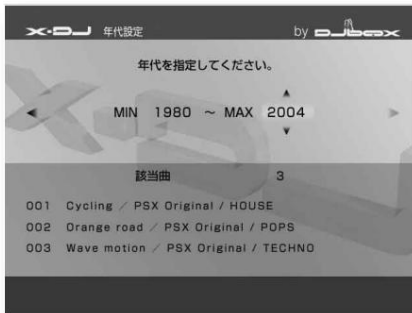 X-DJ 年代設定 by DJbox
年代を指定してください。
MIN 1980 ～ MAX 2004
該当曲 3
001 Cycling ／ PSX Original / HOUSE
002 Orange road ／ PSX Original / POPS
003 Wave motion ／ PSX Original / TECHNO